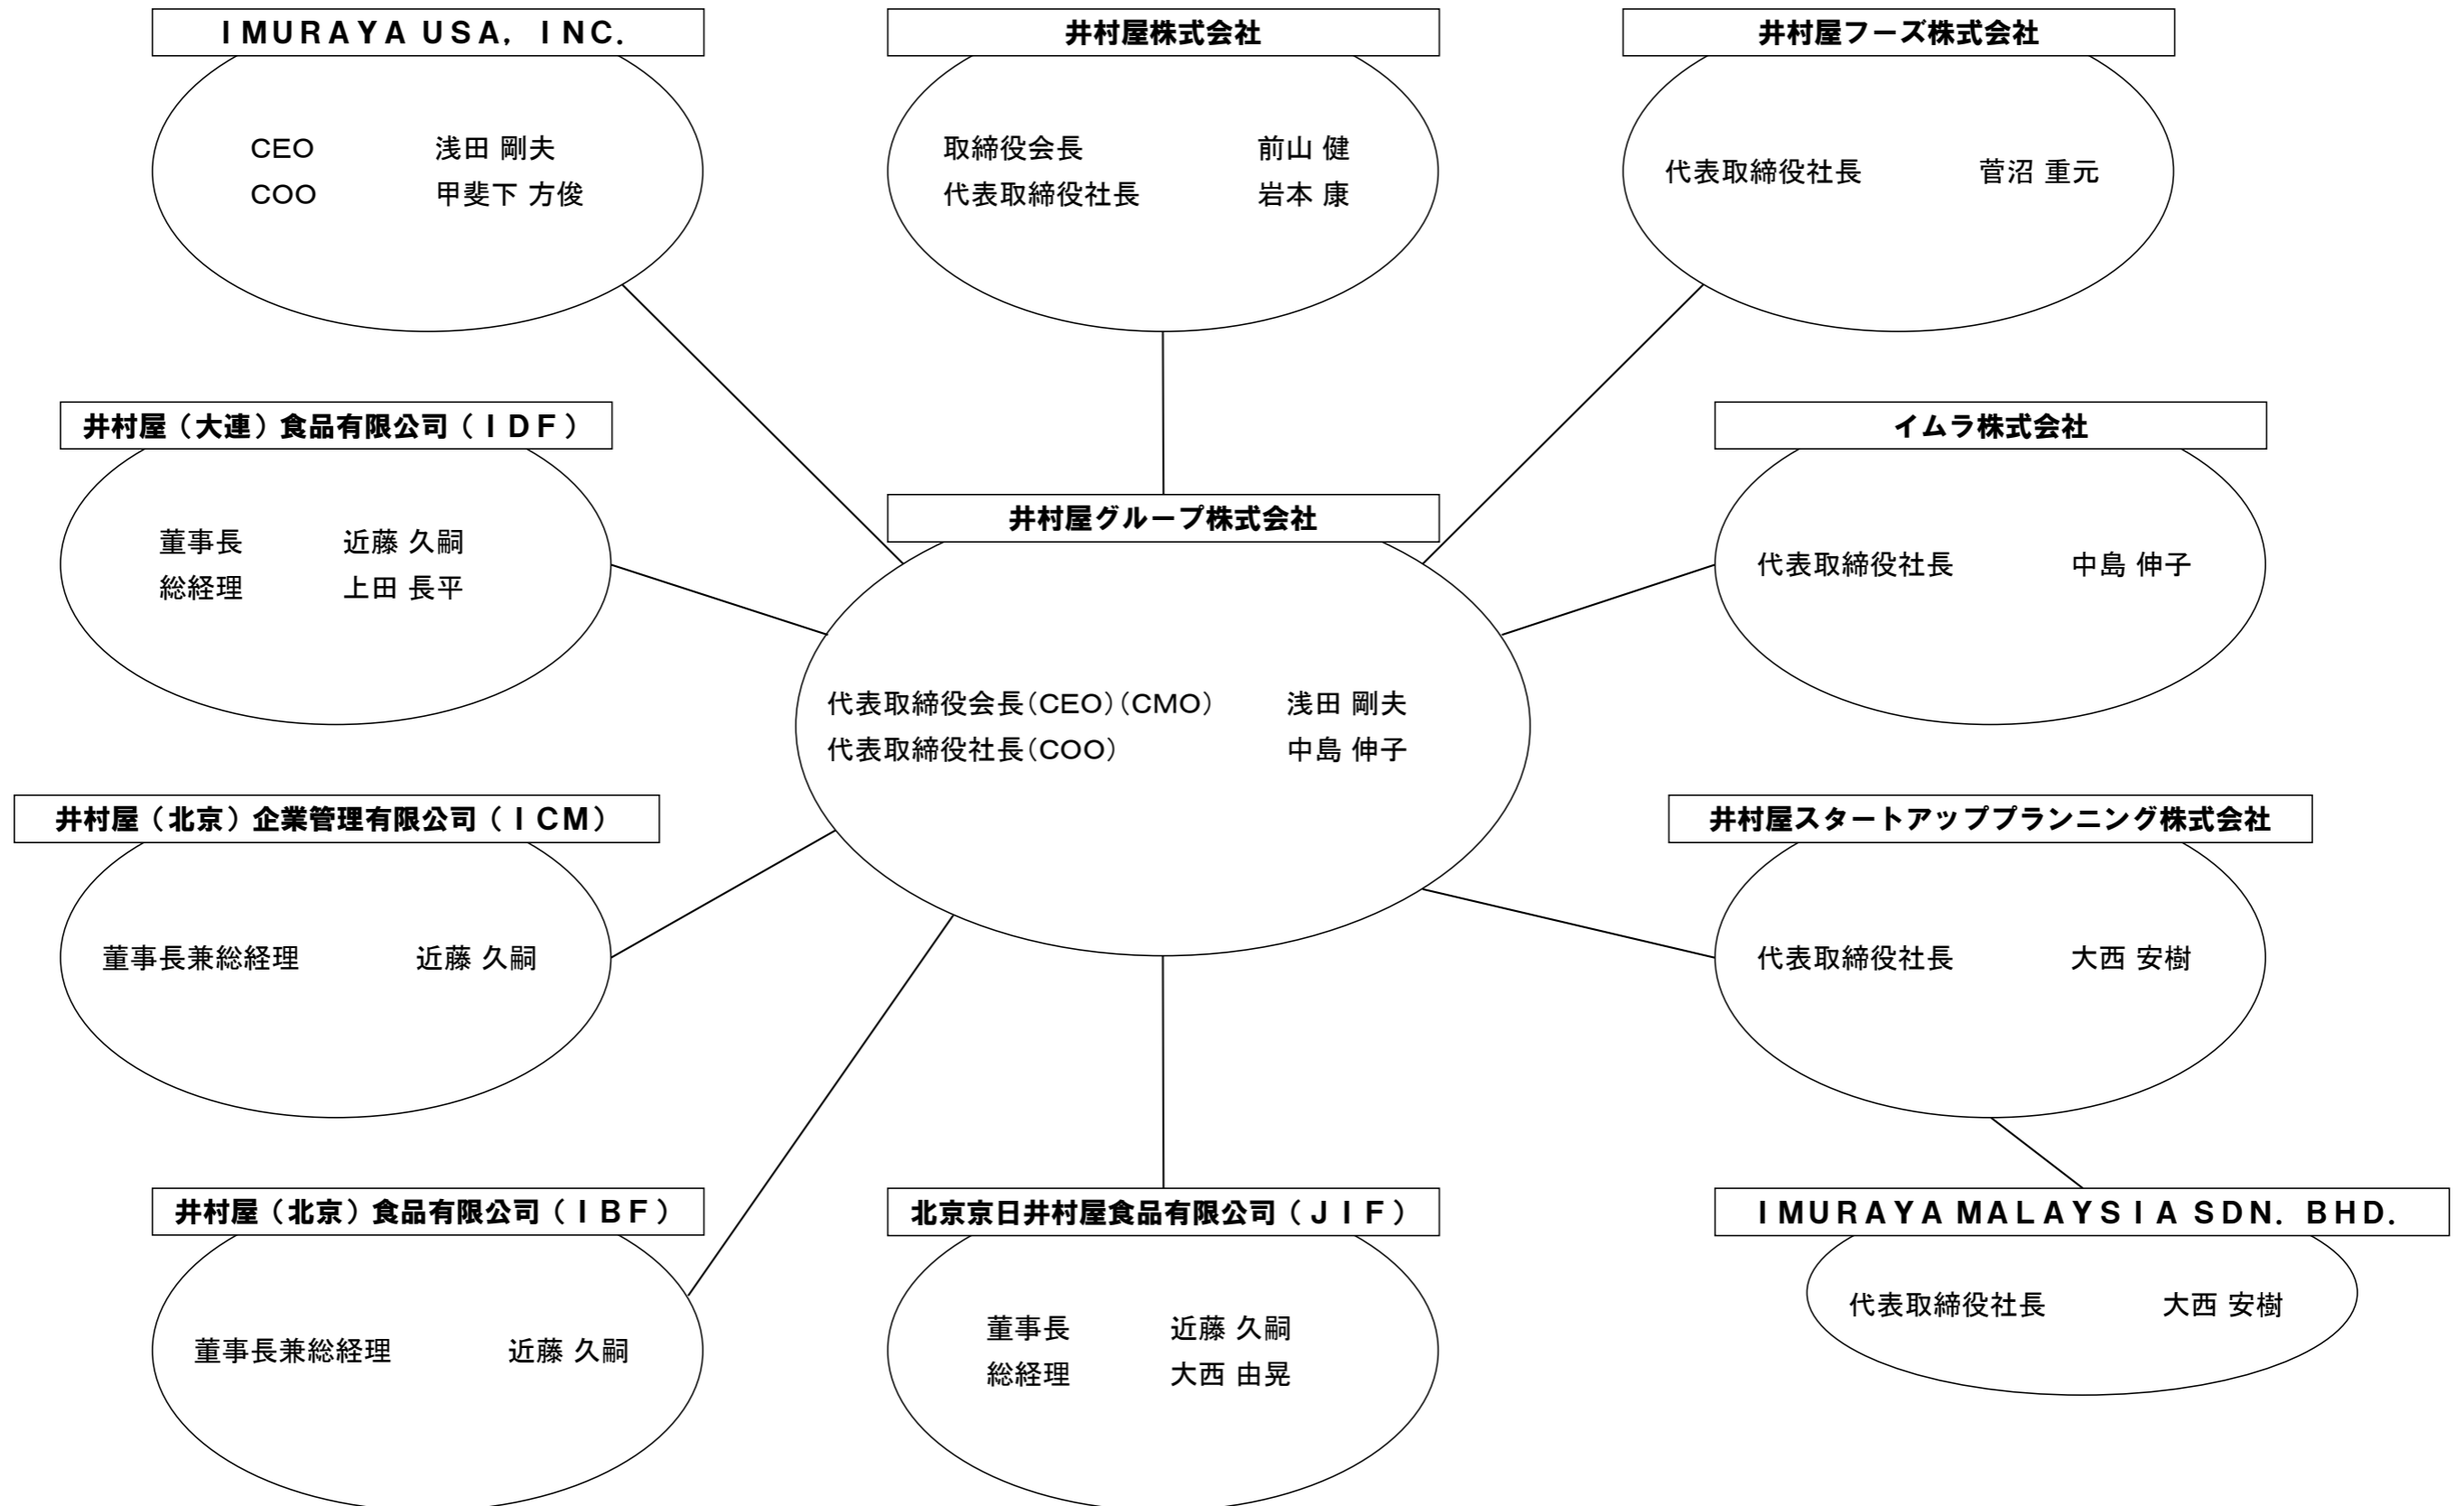 IMURAYA USA, INC.
CEO 浅田 剛夫
COO 甲斐下 方俊
井村屋株式会社
取締役会長 前山 健
代表取締役社長 岩本 康
井村屋フーズ株式会社
代表取締役社長 菅沼 重元
井村屋（大連）食品有限公司（ＩＤＦ）
董事長 近藤 久嗣
総経理 上田 長平
井村屋グループ株式会社
代表取締役会長（CEO）（CMO） 浅田 剛夫
代表取締役社長（COO） 中島 伸子
イムラ株式会社
代表取締役社長 中島 伸子
井村屋（北京）企業管理有限公司（ＩＣＭ）
董事長兼総経理 近藤 久嗣
井村屋スタートアッププランニング株式会社
代表取締役社長 大西 安樹
井村屋（北京）食品有限公司（ＩＢＦ）
董事長兼総経理 近藤 久嗣
北京京日井村屋食品有限公司（ＪＩＦ）
董事長 近藤 久嗣
総経理 大西 由晃
IMURAYA MALAYSIA SDN. BHD.
代表取締役社長 大西 安樹